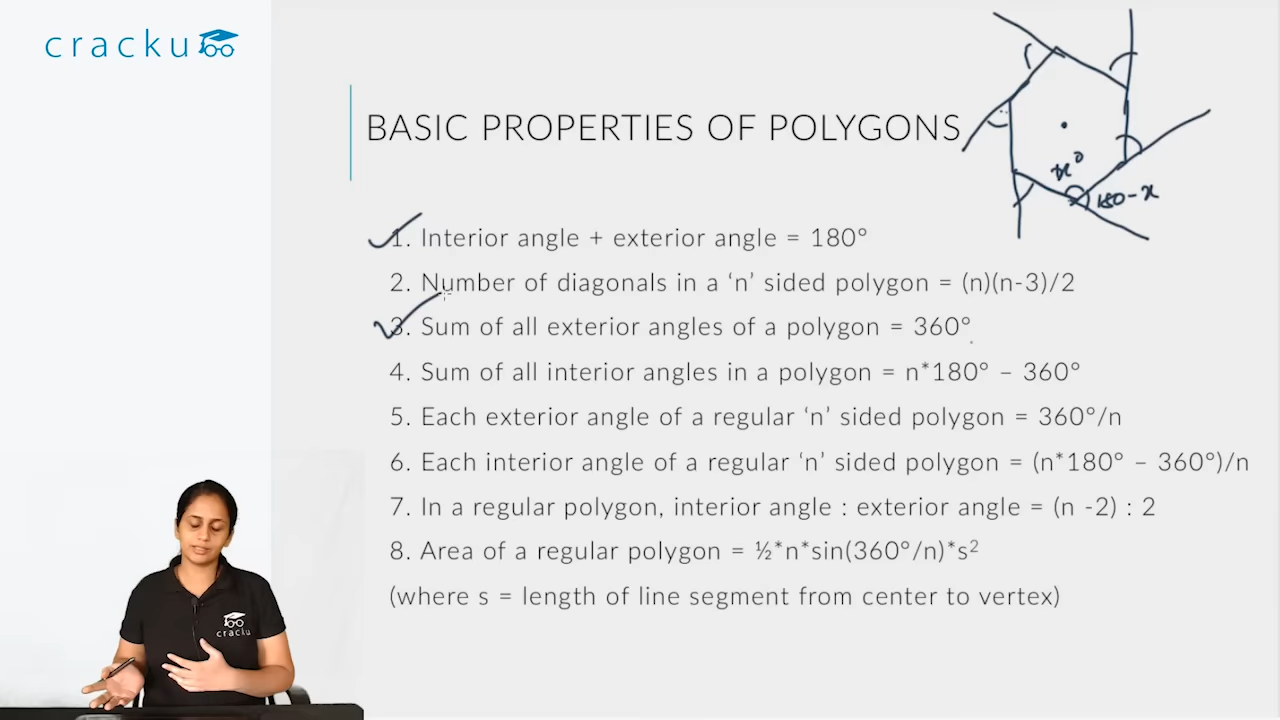 cracku
BASIC PROPERTIES OF POLYGONS
x°
180-x
1. Interior angle + exterior angle = 180°
2. Number of diagonals in a ‘n’ sided polygon = (n)(n-3)/2
3. Sum of all exterior angles of a polygon = 360°
4. Sum of all interior angles in a polygon = n*180° – 360°
5. Each exterior angle of a regular ‘n’ sided polygon = 360°/n
6. Each interior angle of a regular ‘n’ sided polygon = (n*180° – 360°)/n
7. In a regular polygon, interior angle : exterior angle = (n -2) : 2
8. Area of a regular polygon = ½*n*sin(360°/n)*s²
(where s = length of line segment from center to vertex)
cracku